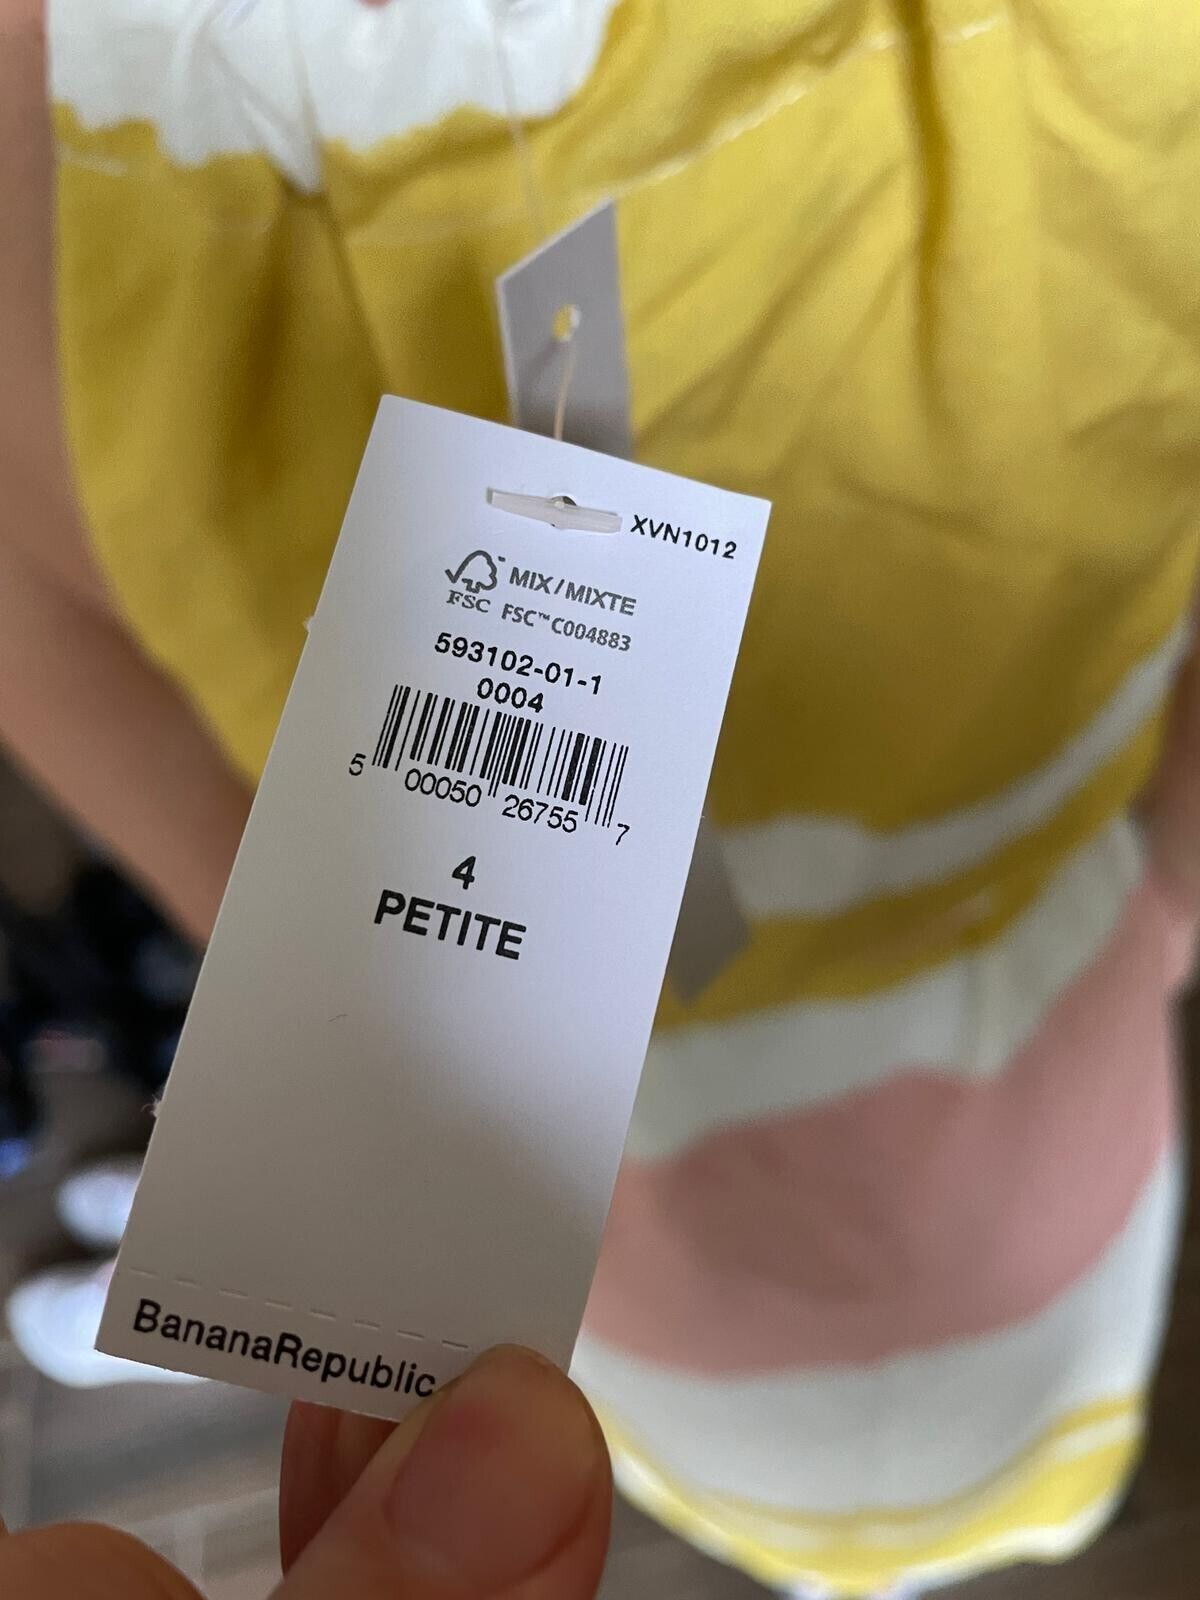 XVN1012
MIX/MIXTE
FSC FSC™ C004883
593102-01-1
0004
5 00050 26755 7
4
PETITE
BananaRepublic